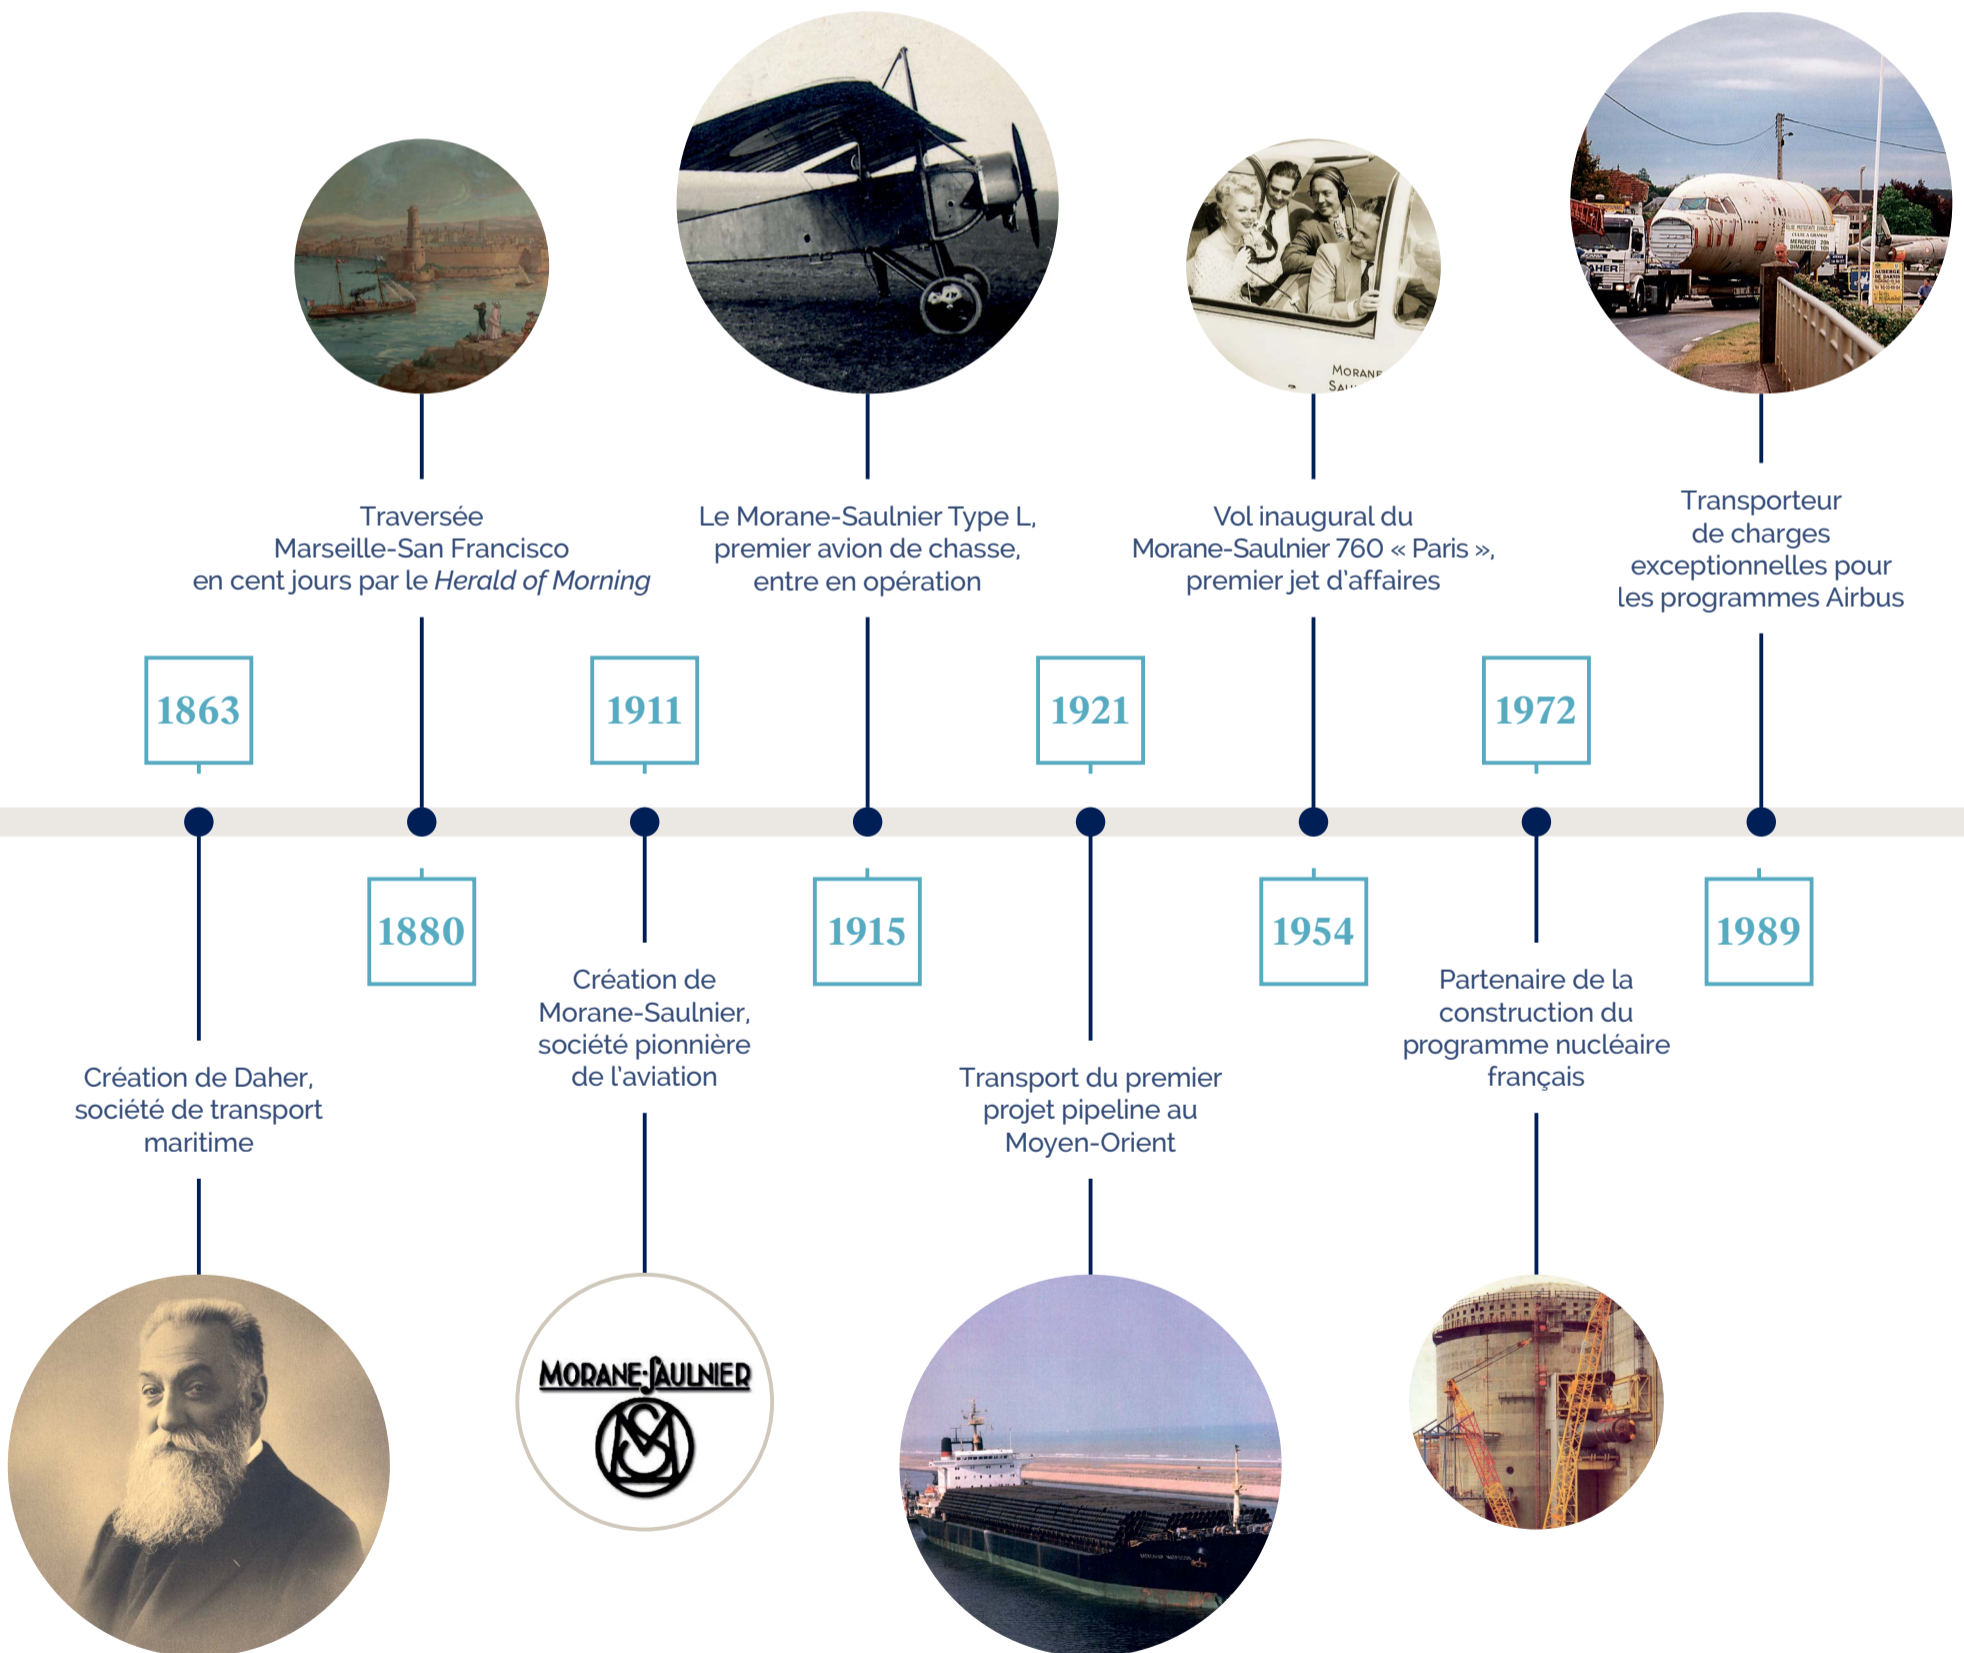 MORANE
Traversée
Marseille-San Francisco
en cent jours par le Herald of Morning
Le Morane-Saulnier Type L,
premier avion de chasse,
entre en opération
Vol inaugural du
Morane-Saulnier 760 « Paris »,
premier jet d'affaires
Transporteur
de charges
exceptionnelles pour
les programmes Airbus
1863
1911
1921
1972
1880
1915
1954
1989
Création de Daher,
société de transport
maritime
Création de
Morane-Saulnier,
société pionnière
de l'aviation
Transport du premier
projet pipeline au
Moyen-Orient
Partenaire de la
construction du
programme nucléaire
français
MORANE-SAULNIER
MS